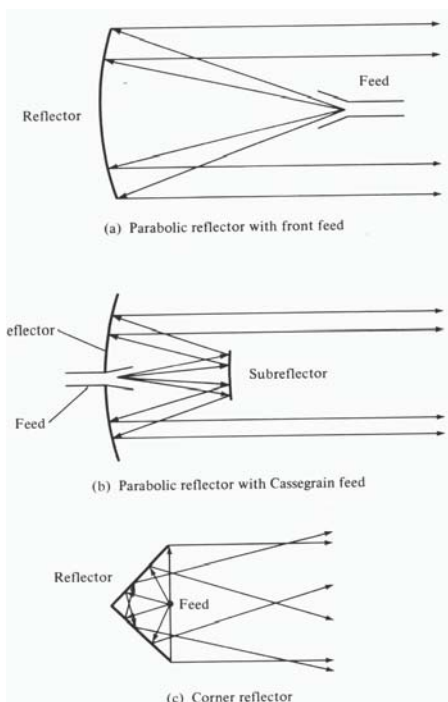 Feed
Reflector
(a) Parabolic reflector with front feed
eflector
Subreflector
Feed
(b) Parabolic reflector with Cassegrain feed
Reflector
Feed
(c) Corner reflector